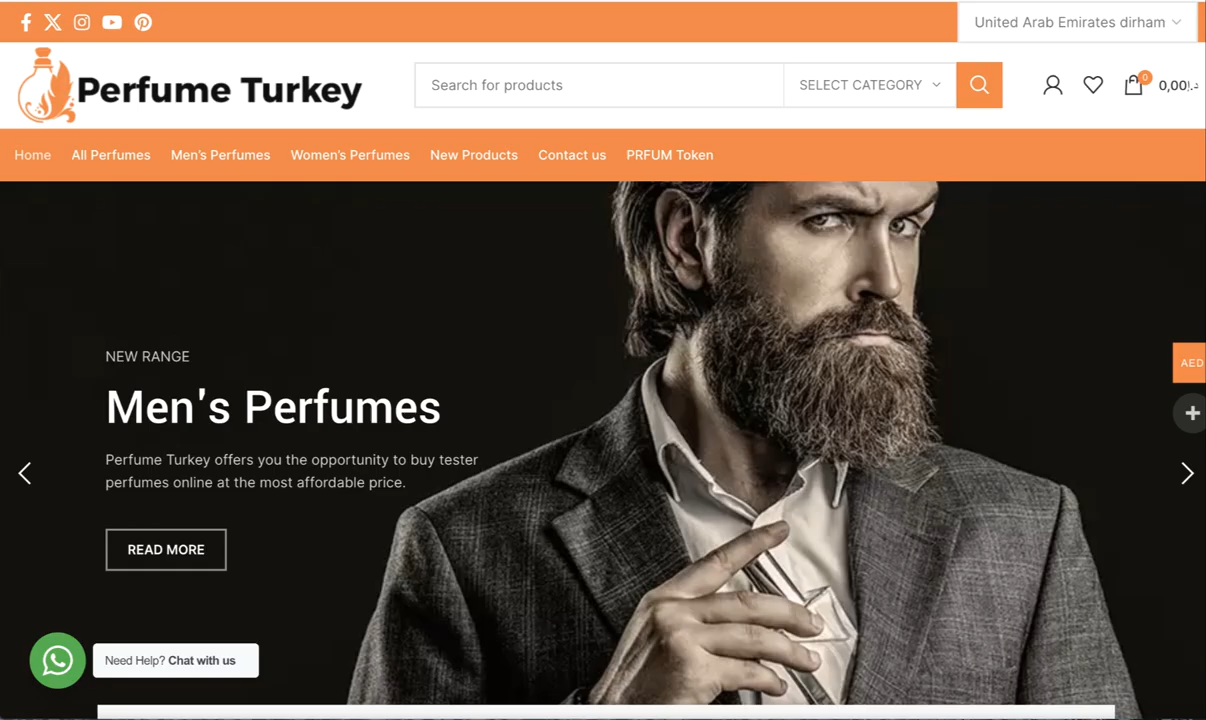 United Arab Emirates dirham
Perfume Turkey
Search for products
SELECT CATEGORY
0
0,00د.إ
Home
All Perfumes
Men's Perfumes
Women's Perfumes
New Products
Contact us
PRFUM Token
NEW RANGE
Men's Perfumes
Perfume Turkey offers you the opportunity to buy tester
perfumes online at the most affordable price.
READ MORE
AED
Need Help? Chat with us